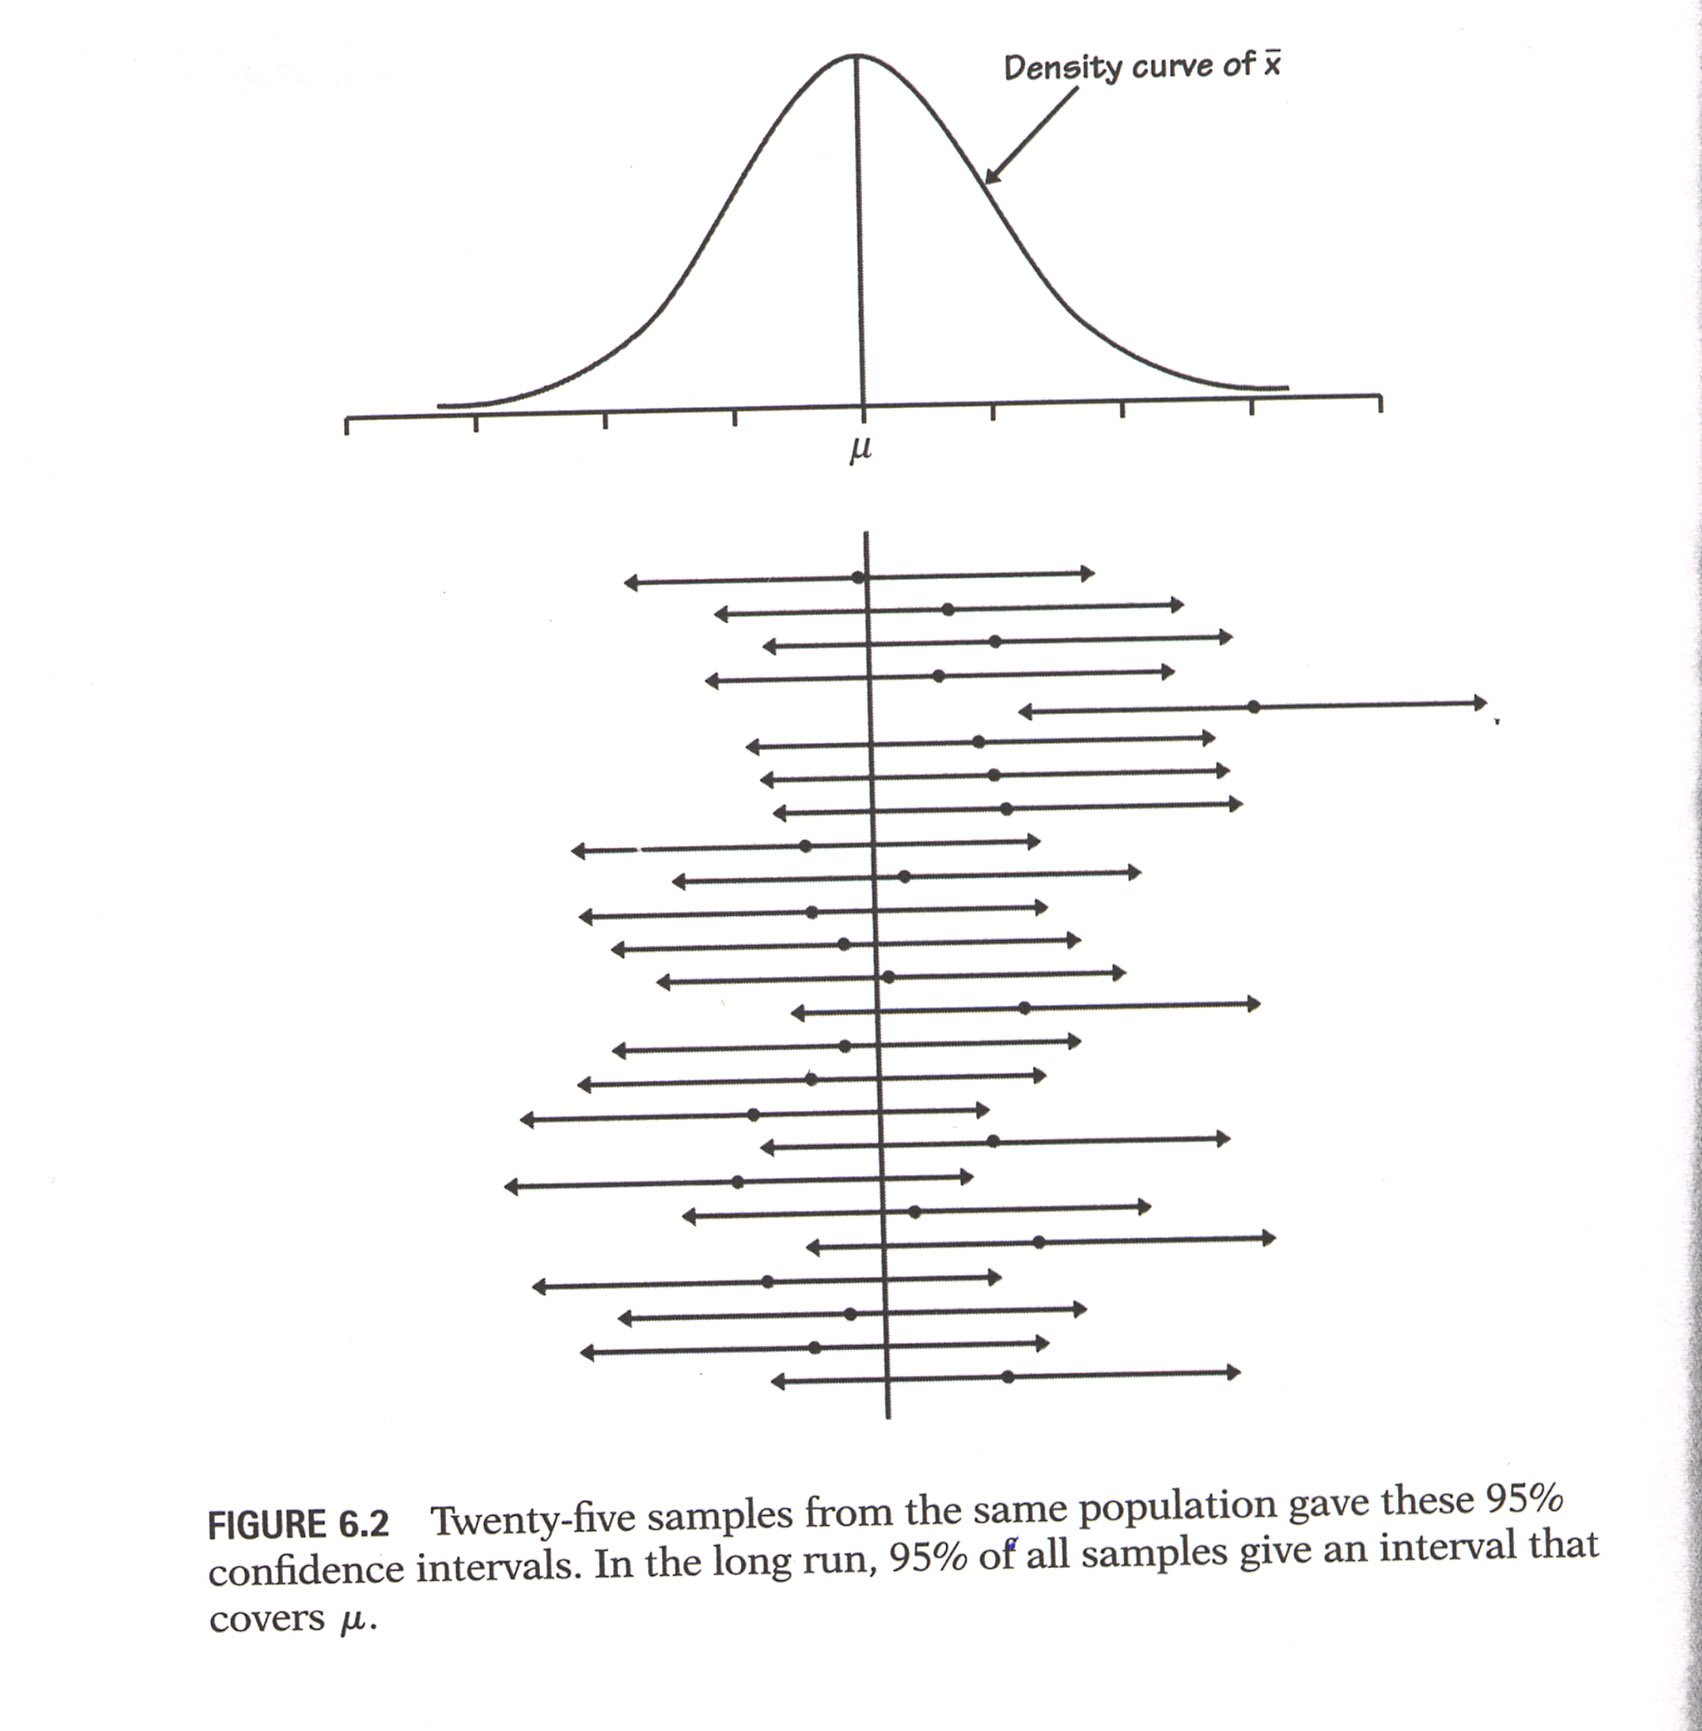 Density curve of x̄
μ
FIGURE 6.2 Twenty-five samples from the same population gave these 95%
confidence intervals. In the long run, 95% of all samples give an interval that
covers μ.